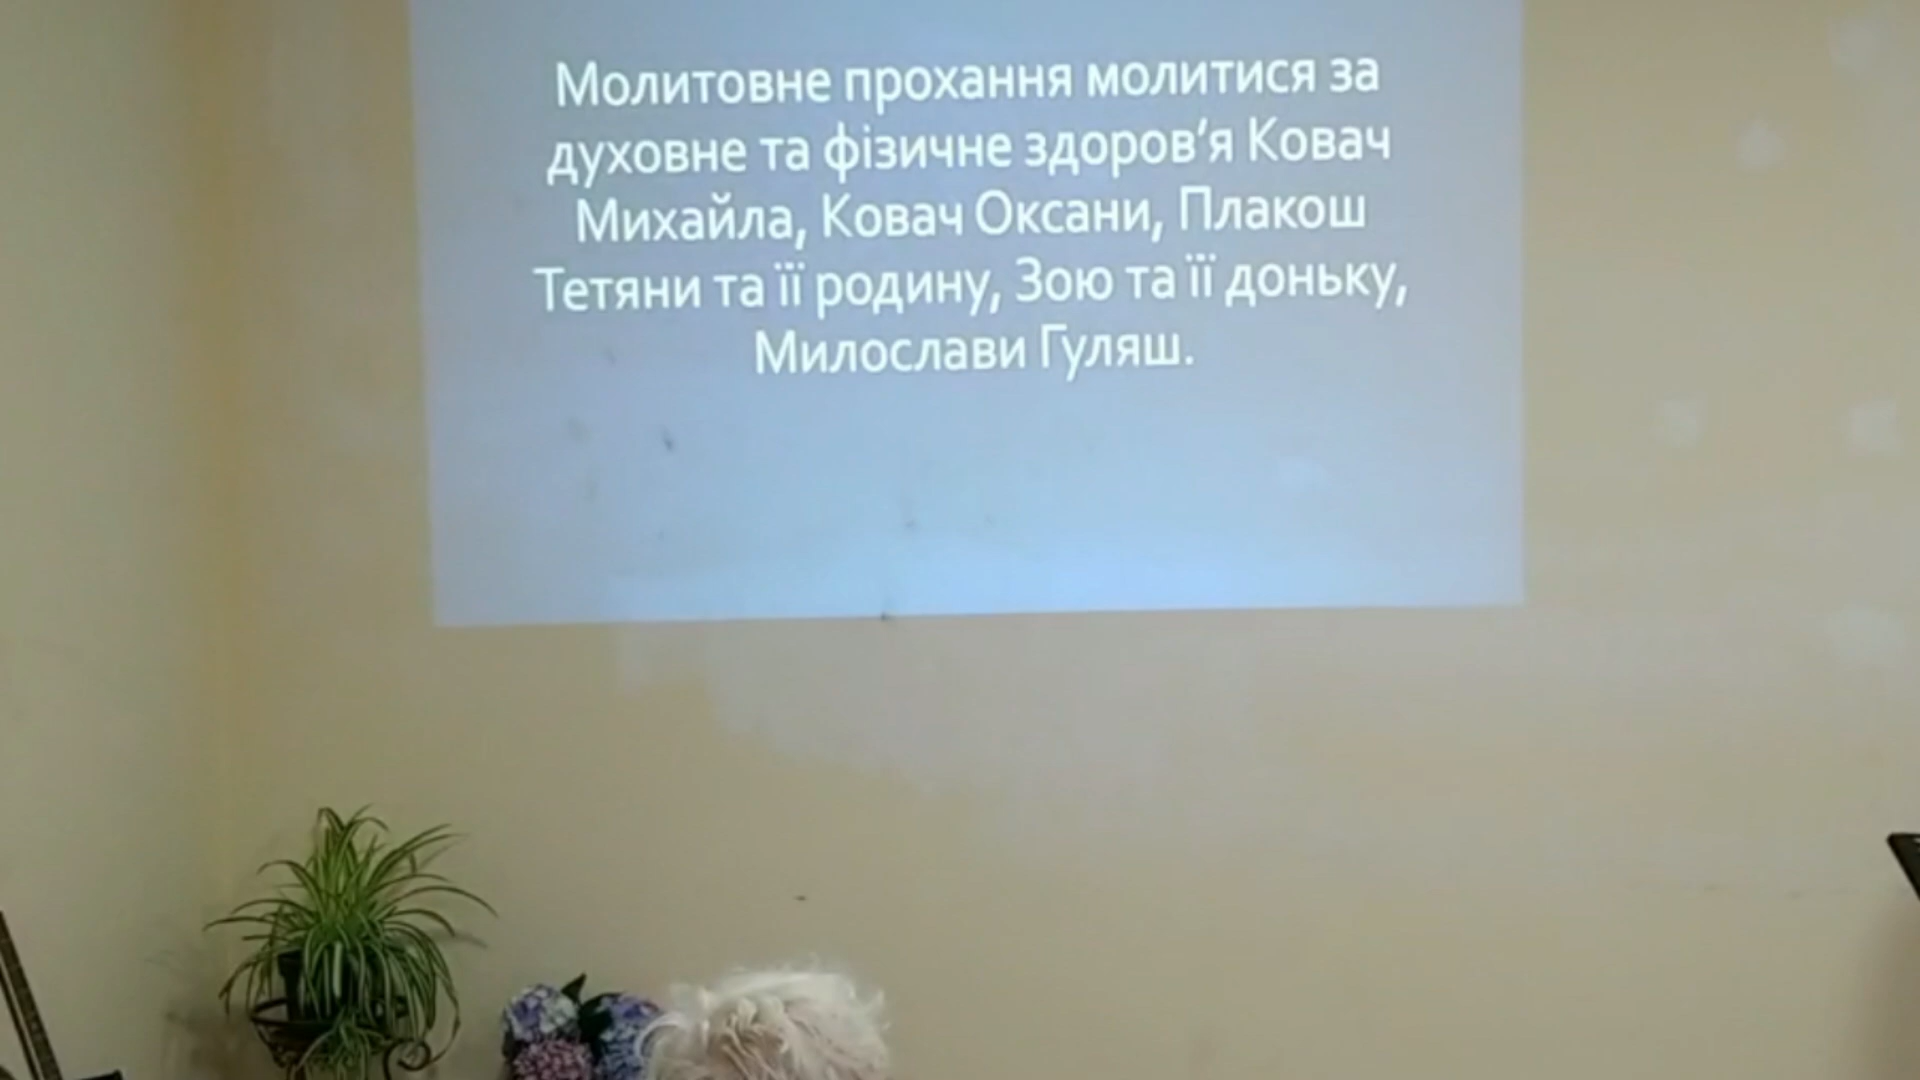 Молитовне прохання молитися за
духовне та фізичне здоров’я Ковач
Михайла, Ковач Оксани, Плакош
Тетяни та її родину, Зою та її доньку,
Милослави Гуляш.